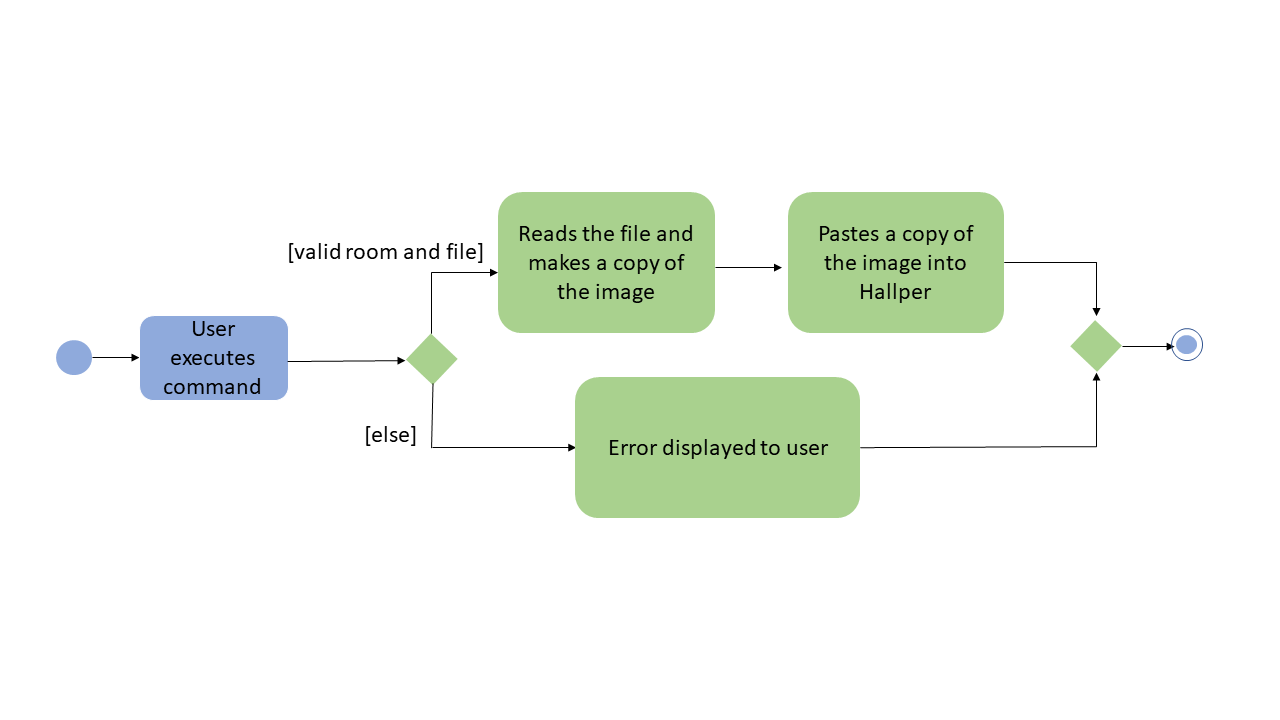 Reads the file and
makes a copy of
the image
Pastes a copy of
the image into
Hallper
[valid room and file]
User
executes
command
[else]
Error displayed to user